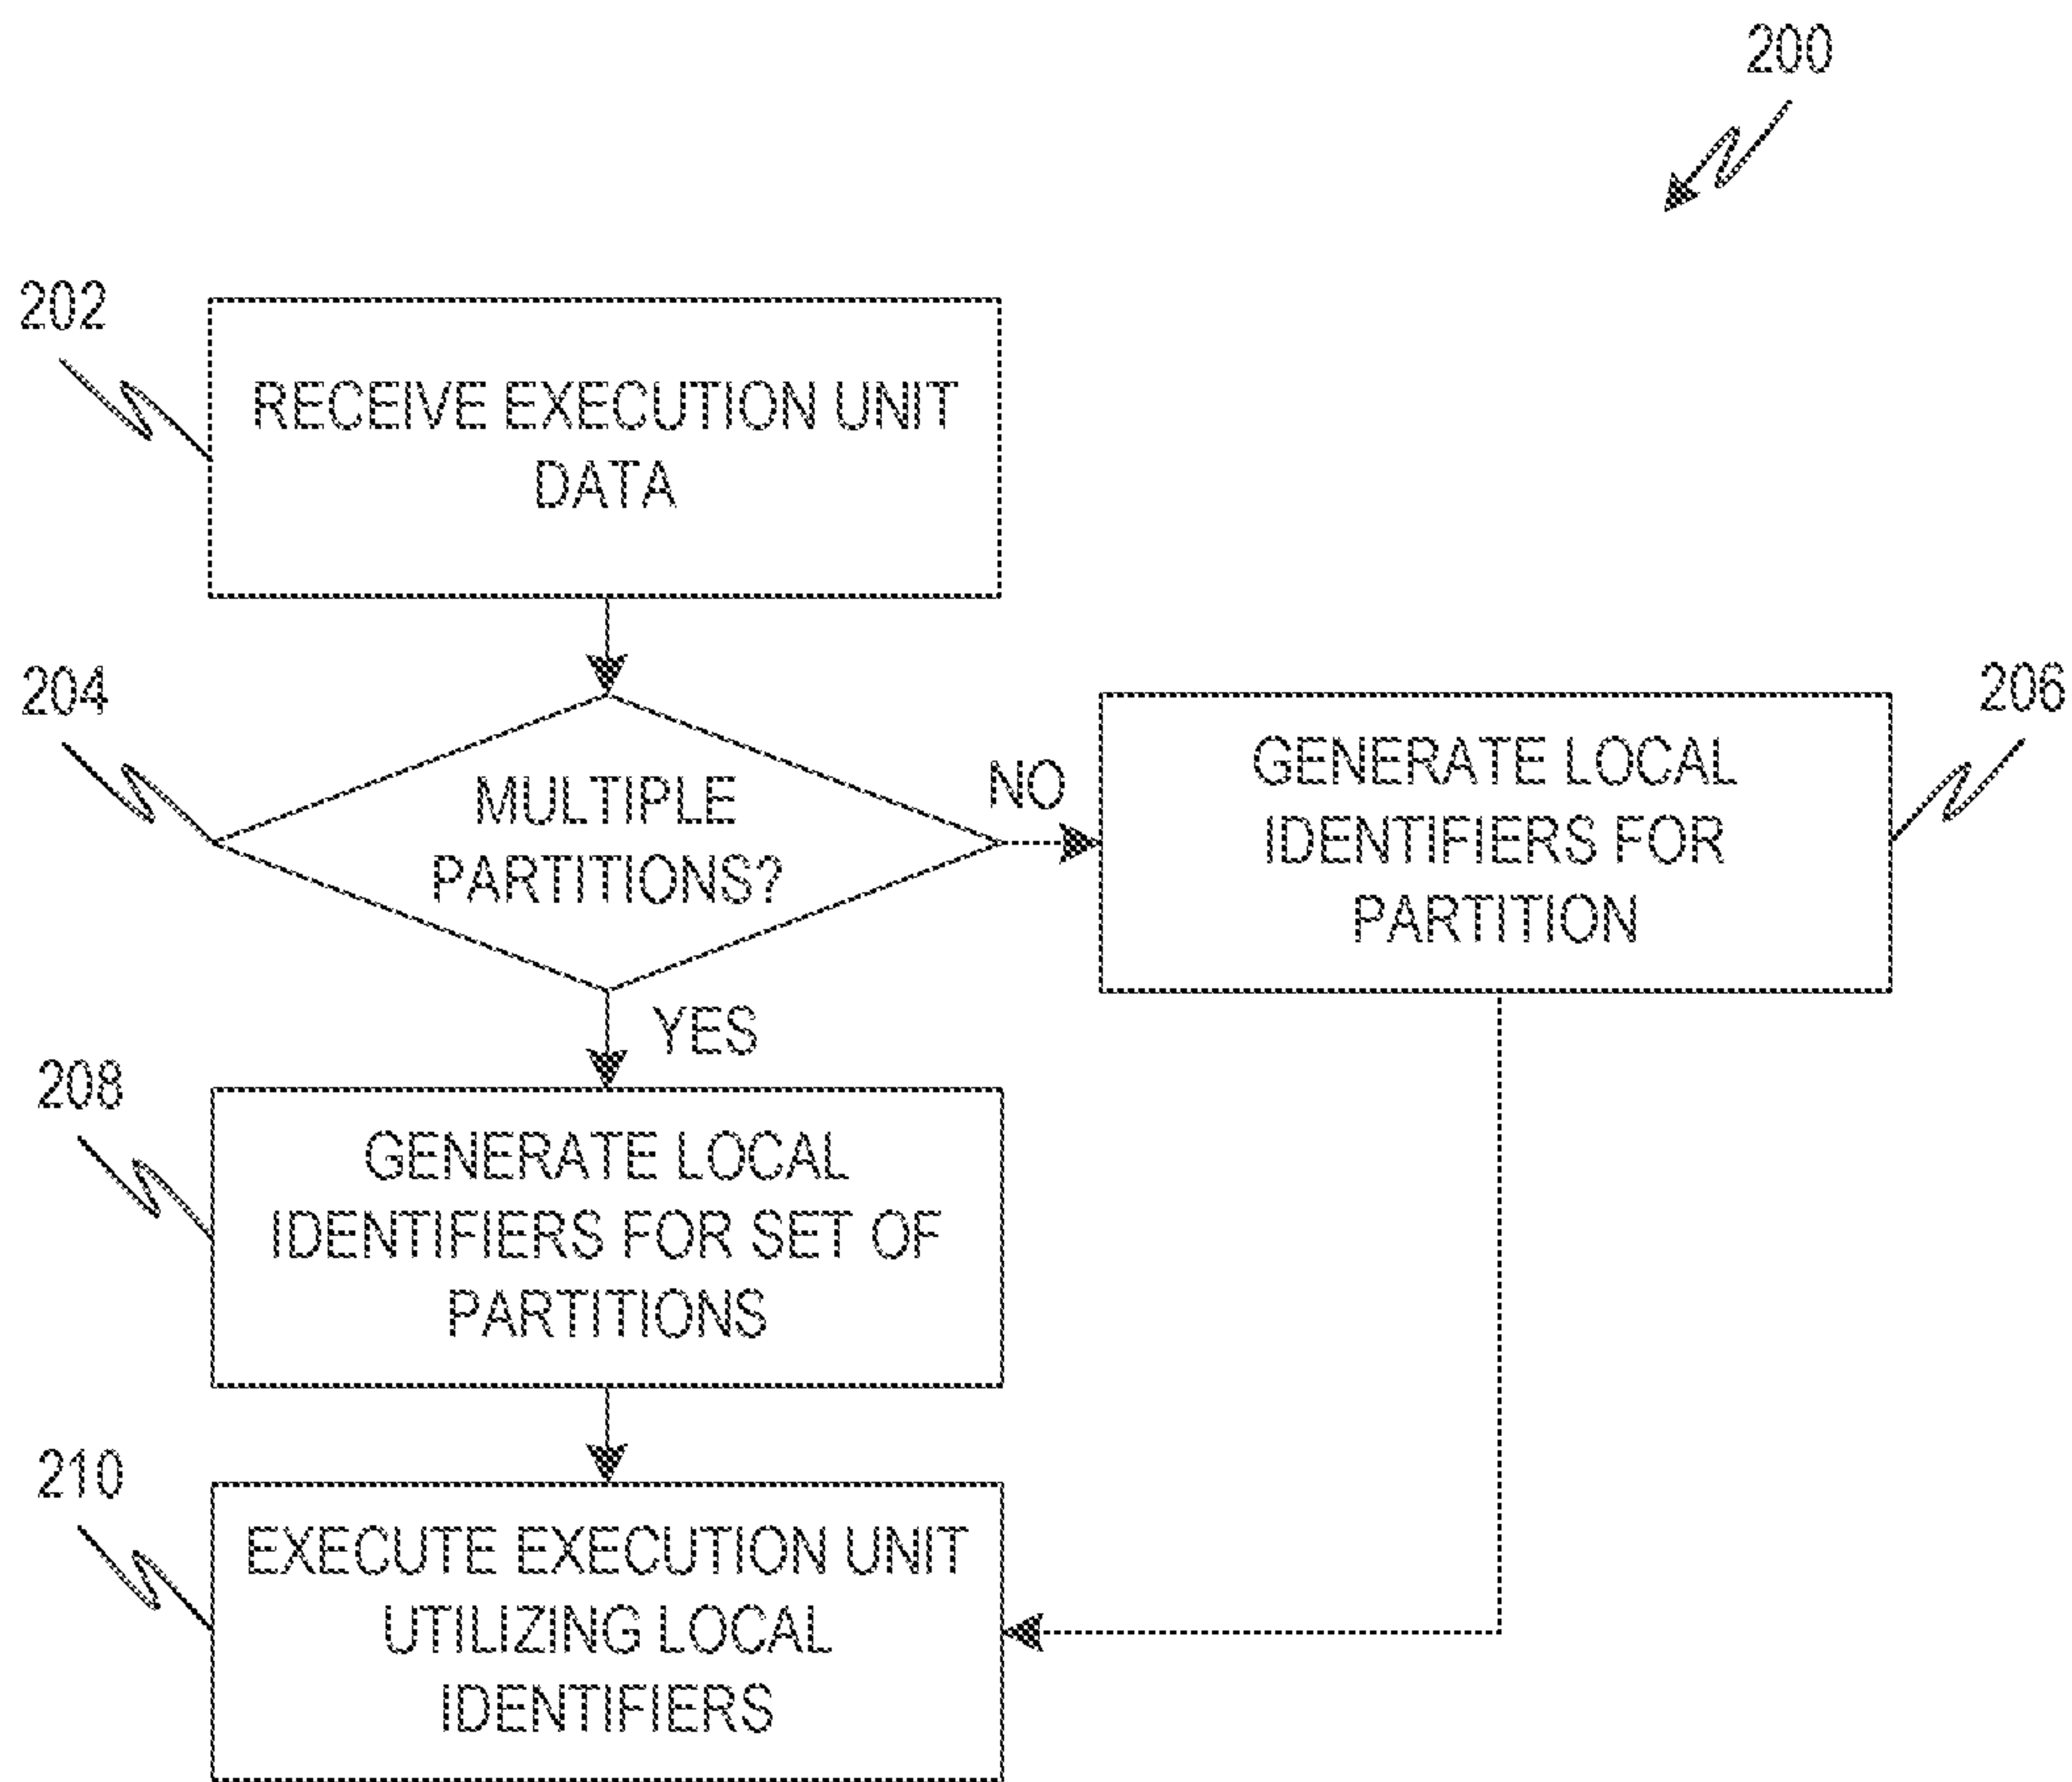 200
202
RECEIVE EXECUTION UNIT
DATA
204
MULTIPLE
PARTITIONS?
NO
206
GENERATE LOCAL
IDENTIFIERS FOR
PARTITION
YES
208
GENERATE LOCAL
IDENTIFIERS FOR SET OF
PARTITIONS
210
EXECUTE EXECUTION UNIT
UTILIZING LOCAL
IDENTIFIERS